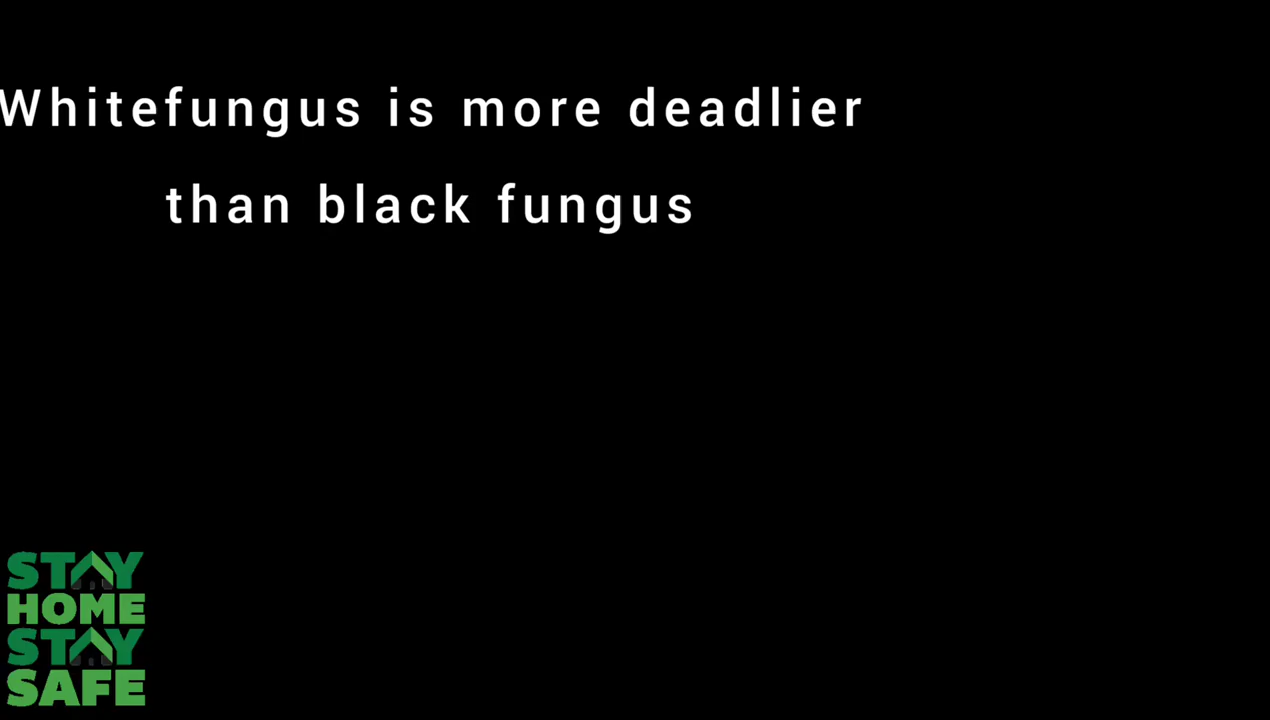 Whitefungus is more deadlier
than black fungus
STAY
HOME
STAY
SAFE